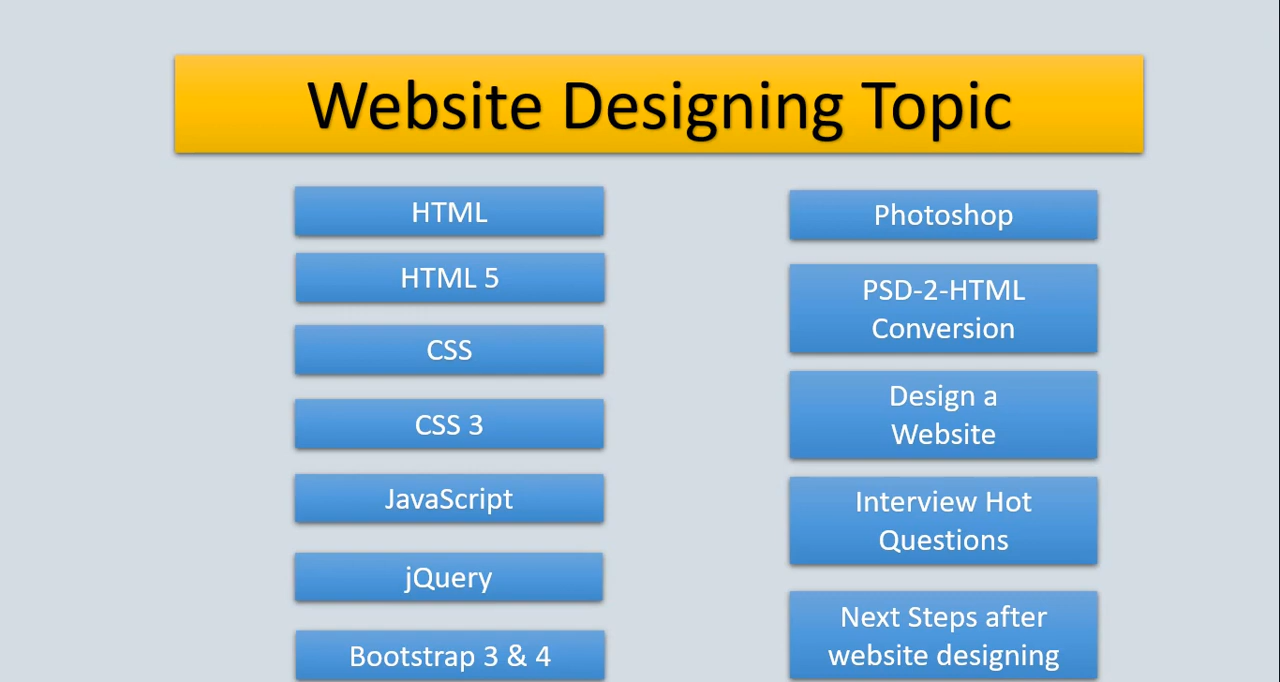 Website Designing Topic
HTML
HTML 5
CSS
CSS 3
JavaScript
jQuery
Bootstrap 3 & 4
Photoshop
PSD-2-HTML
Conversion
Design a
Website
Interview Hot
Questions
Next Steps after
website designing